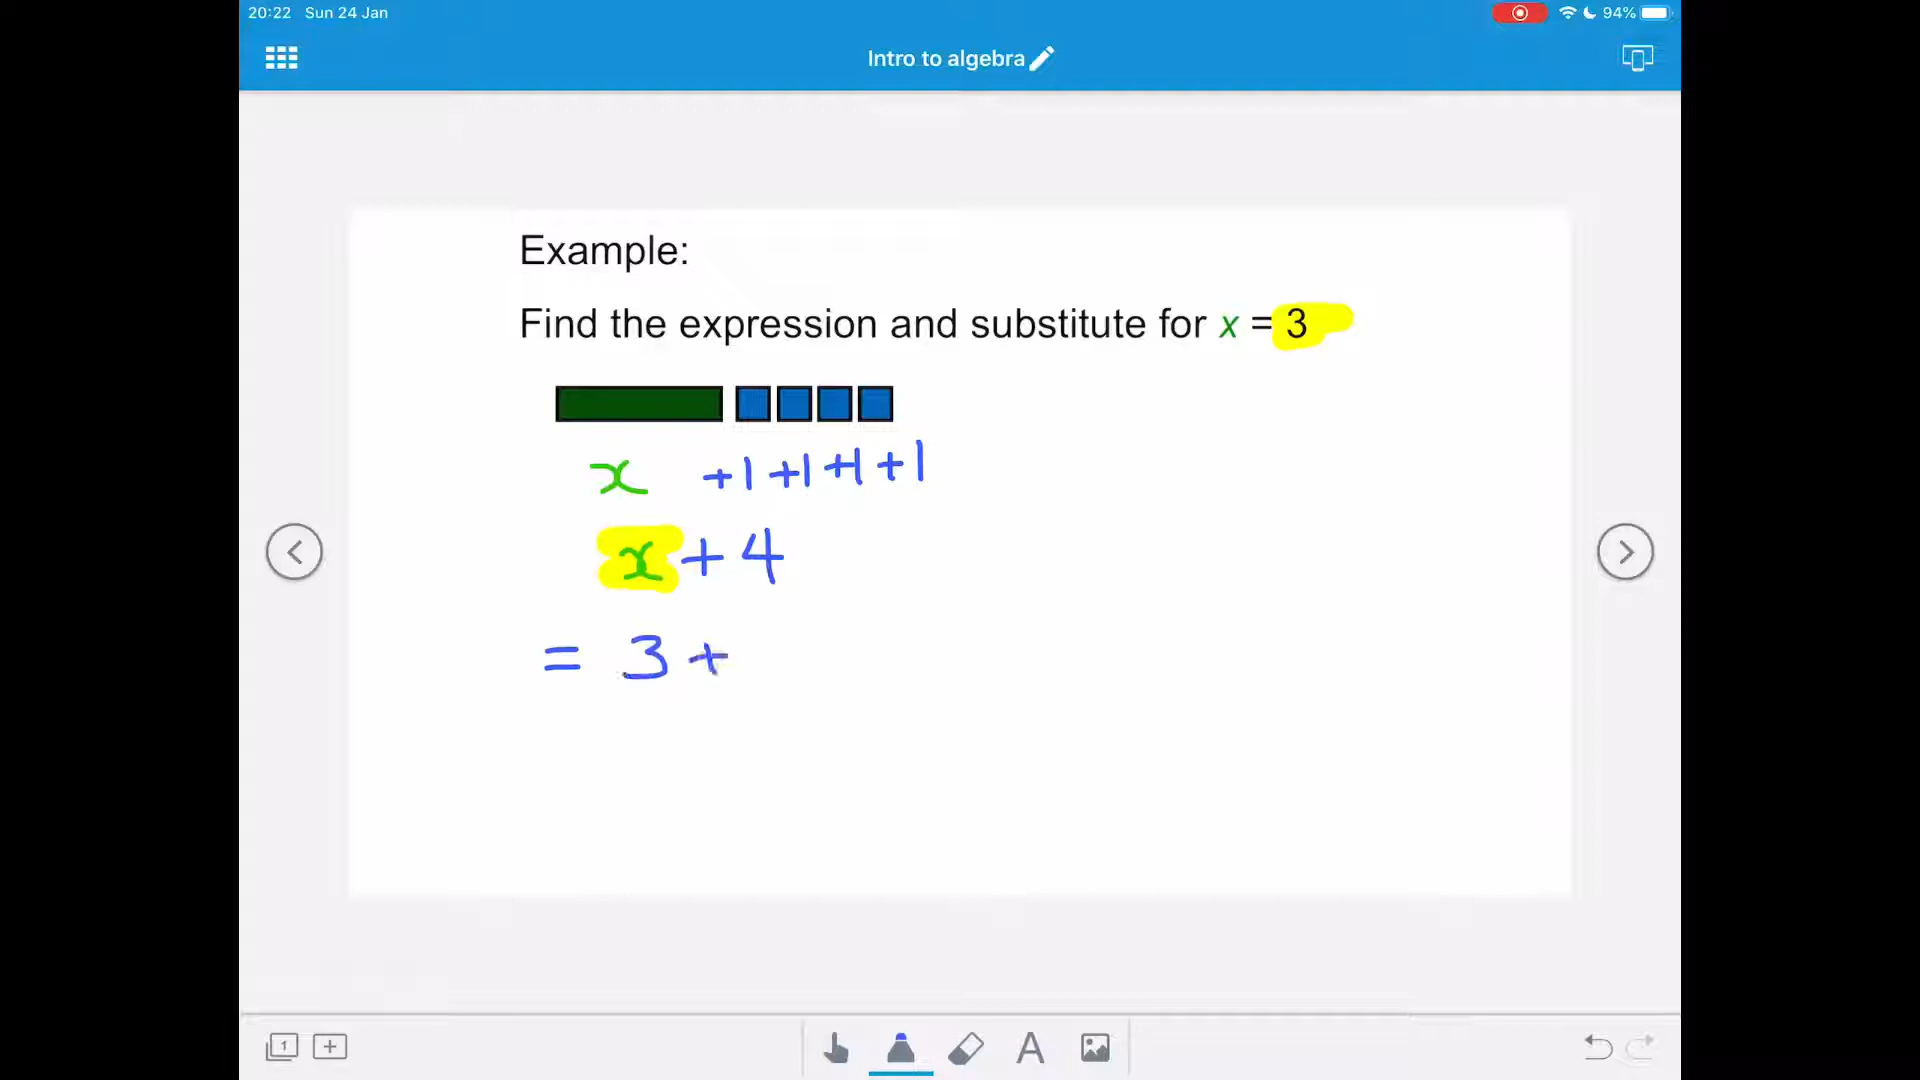 20:22 Sun 24 Jan 94%
Intro to algebra
Example:
Find the expression and substitute for x = 3
x +1+1+1+1
x + 4
= 3 +
1
A